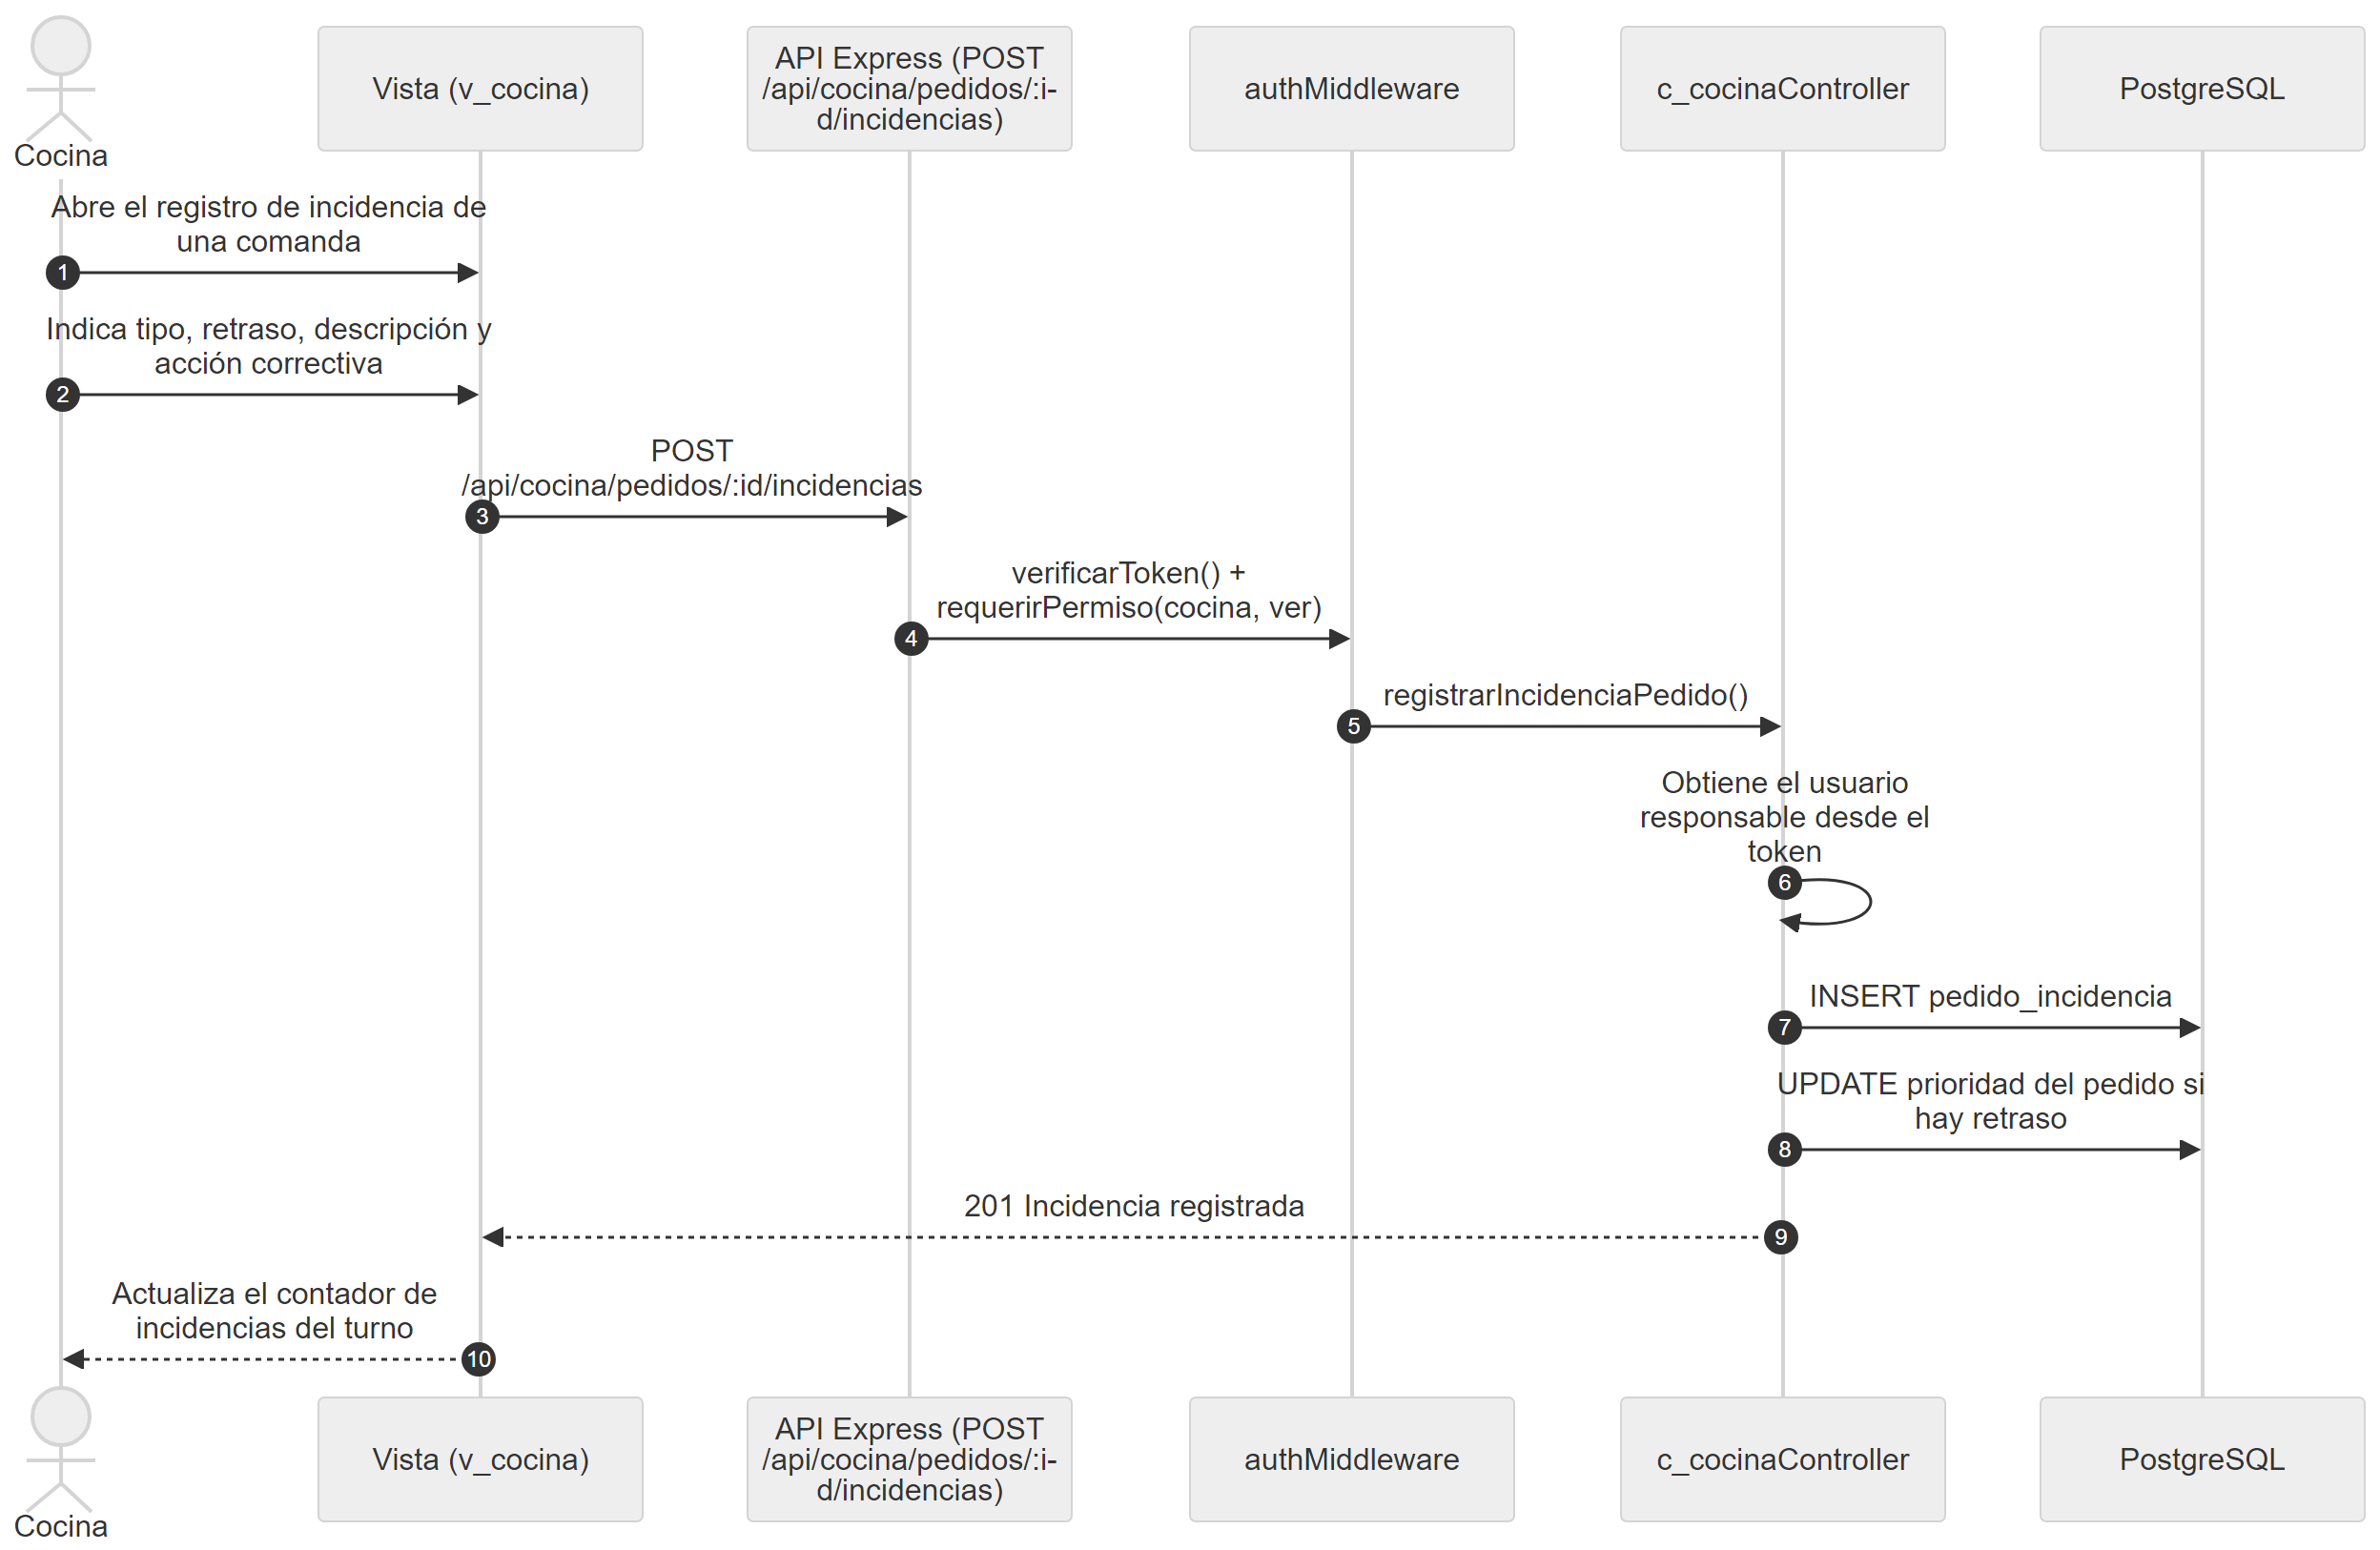 Cocina
Vista (v_cocina)
API Express (POST
/api/cocina/pedidos/:i-
d/incidencias)
authMiddleware
c_cocinaController
PostgreSQL
Abre el registro de incidencia de
una comanda
1
Indica tipo, retraso, descripción y
acción correctiva
2
POST
/api/cocina/pedidos/:id/incidencias
3
verificarToken() +
requerirPermiso(cocina, ver)
4
registrarIncidenciaPedido()
5
Obtiene el usuario
responsable desde el
token
6
INSERT pedido_incidencia
7
UPDATE prioridad del pedido si
hay retraso
8
201 Incidencia registrada
9
Actualiza el contador de
incidencias del turno
10
Cocina
Vista (v_cocina)
API Express (POST
/api/cocina/pedidos/:i-
d/incidencias)
authMiddleware
c_cocinaController
PostgreSQL